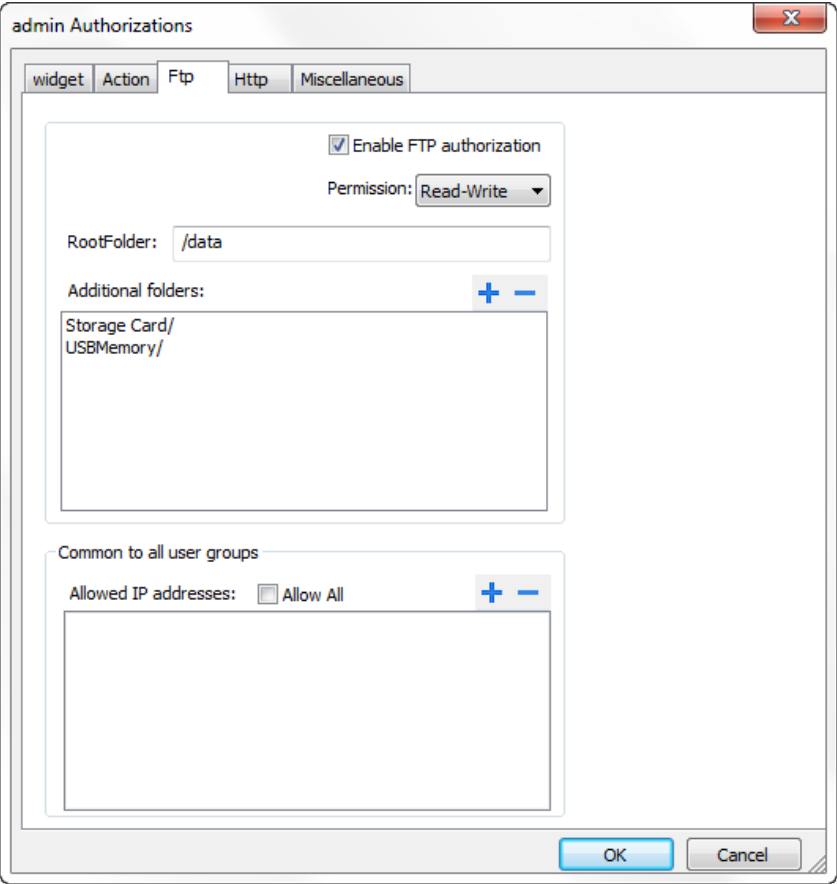 admin Authorizations
widget Action Ftp Http Miscellaneous
Enable FTP authorization
Permission: Read-Write
RootFolder: /data
Additional folders:
Storage Card/
USBMemory/
Common to all user groups
Allowed IP addresses: Allow All
OK Cancel